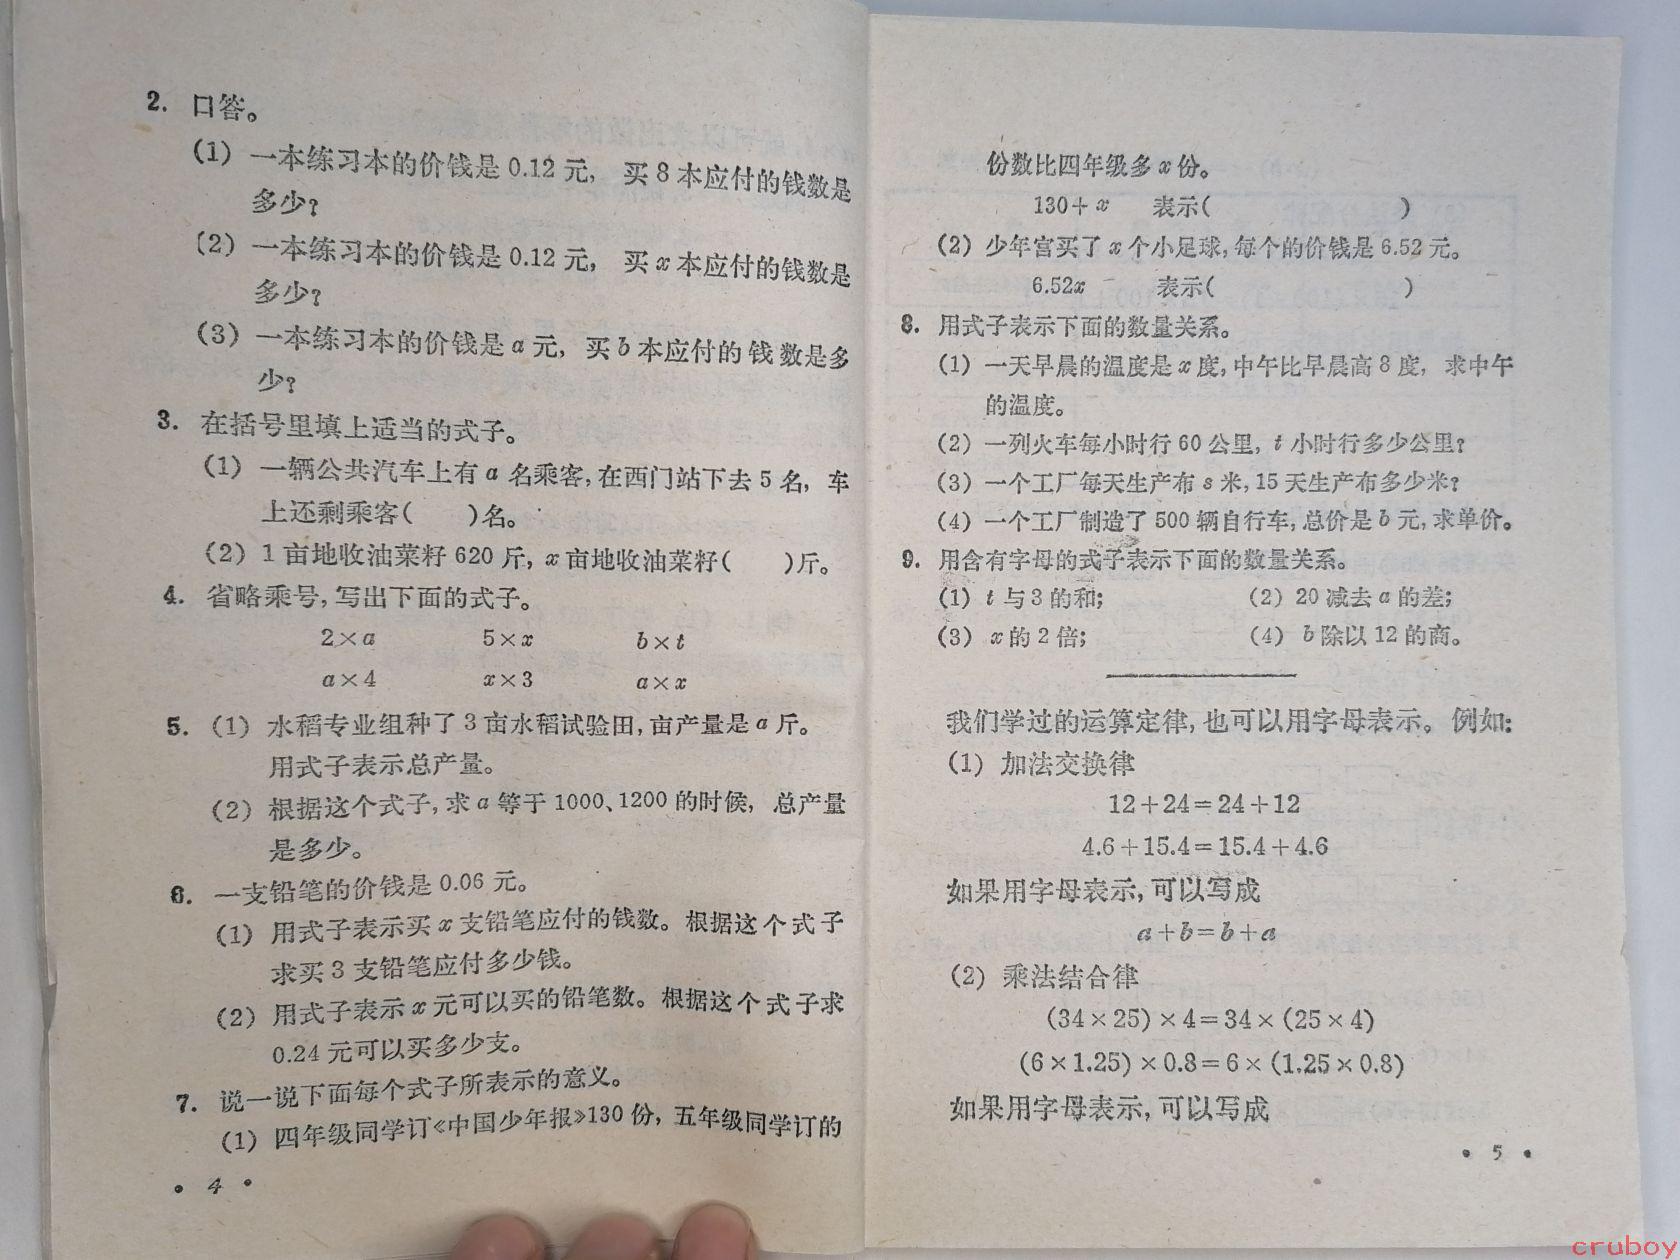 2. 口答。
(1) 一本练习本的价钱是 0.12 元, 买 8 本应付的钱数是
多少?
(2) 一本练习本的价钱是 0.12 元, 买 x 本应付的钱数是
多少?
(3) 一本练习本的价钱是 a 元, 买 b 本应付的钱数是多
少?
3. 在括号里填上适当的式子。
(1) 一辆公共汽车上有 a 名乘客,在西门站下去 5 名, 车
上还剩乘客(    )名。
(2) 1 亩地收油菜籽 620 斤, x 亩地收油菜籽(    )斤。
4. 省略乘号,写出下面的式子。
2×a 5×x b×t
a×4 x×3 a×x
5. (1) 水稻专业组种了 3 亩水稻试验田,亩产量是 a 斤。
用式子表示总产量。
(2) 根据这个式子,求 a 等于 1000、1200 的时候, 总产量
是多少。
6. 一支铅笔的价钱是 0.06 元。
(1) 用式子表示买 x 支铅笔应付的钱数。根据这个式子
求买 3 支铅笔应付多少钱。
(2) 用式子表示 x 元可以买的铅笔数。根据这个式子求
0.24 元可以买多少支。
7. 说一说下面每个式子所表示的意义。
(1) 四年级同学订《中国少年报》130 份, 五年级同学订的
• 4 •
份数比四年级多 x 份。
130+x 表示(    )
(2) 少年宫买了 x 个小足球,每个的价钱是 6.52 元。
6.52x 表示(    )
8. 用式子表示下面的数量关系。
(1) 一天早晨的温度是 x 度,中午比早晨高 8 度, 求中午
的温度。
(2) 一列火车每小时行 60 公里, t 小时行多少公里?
(3) 一个工厂每天生产布 s 米,15 天生产布多少米?
(4) 一个工厂制造了 500 辆自行车,总价是 b 元,求单价。
9. 用含有字母的式子表示下面的数量关系。
(1) t 与 3 的和; (2) 20 减去 a 的差;
(3) x 的 2 倍; (4) b 除以 12 的商。
我们学过的运算定律,也可以用字母表示。例如:
(1) 加法交换律
12+24=24+12
4.6+15.4=15.4+4.6
如果用字母表示,可以写成
a+b=b+a
(2) 乘法结合律
(34×25)×4=34×(25×4)
(6×1.25)×0.8=6×(1.25×0.8)
如果用字母表示,可以写成
• 5 •
cruboy